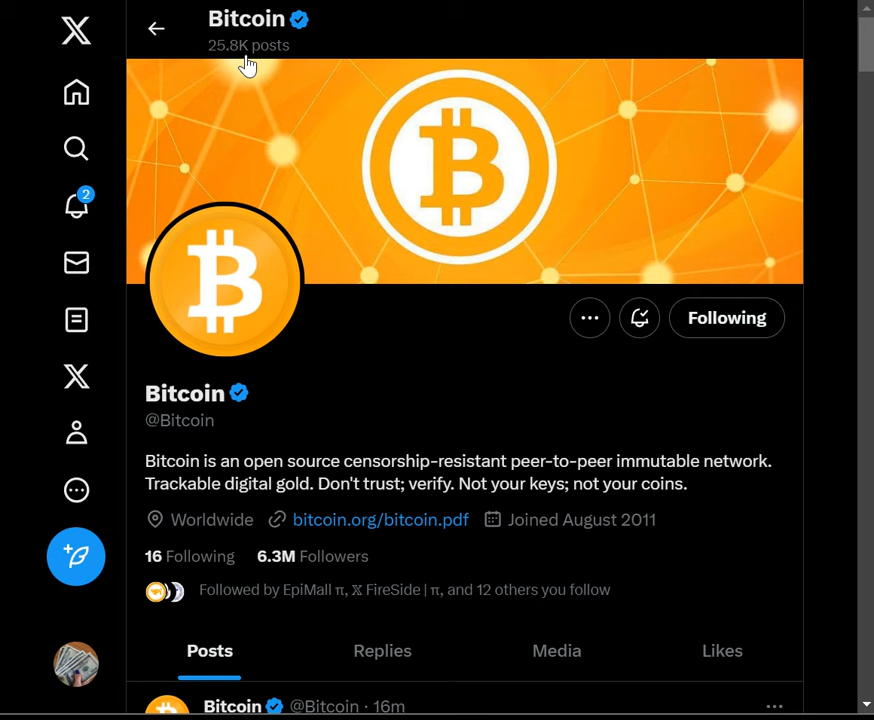 Bitcoin
25.8K posts
2
Following
Bitcoin
@Bitcoin
Bitcoin is an open source censorship-resistant peer-to-peer immutable network.
Trackable digital gold. Don't trust; verify. Not your keys; not your coins.
Worldwide bitcoin.org/bitcoin.pdf Joined August 2011
16 Following 6.3M Followers
Followed by EpiMall π, 𝕏 FireSide | π, and 12 others you follow
Posts Replies Media Likes
Bitcoin @Bitcoin · 16m